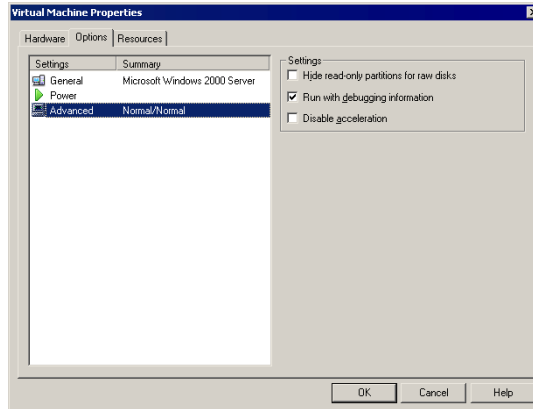 Virtual Machine Properties
Hardware Options Resources
Settings Summary
General Microsoft Windows 2000 Server
Power
Advanced Normal/Normal
Settings
Hide read-only partitions for raw disks
Run with debugging information
Disable acceleration
OK Cancel Help